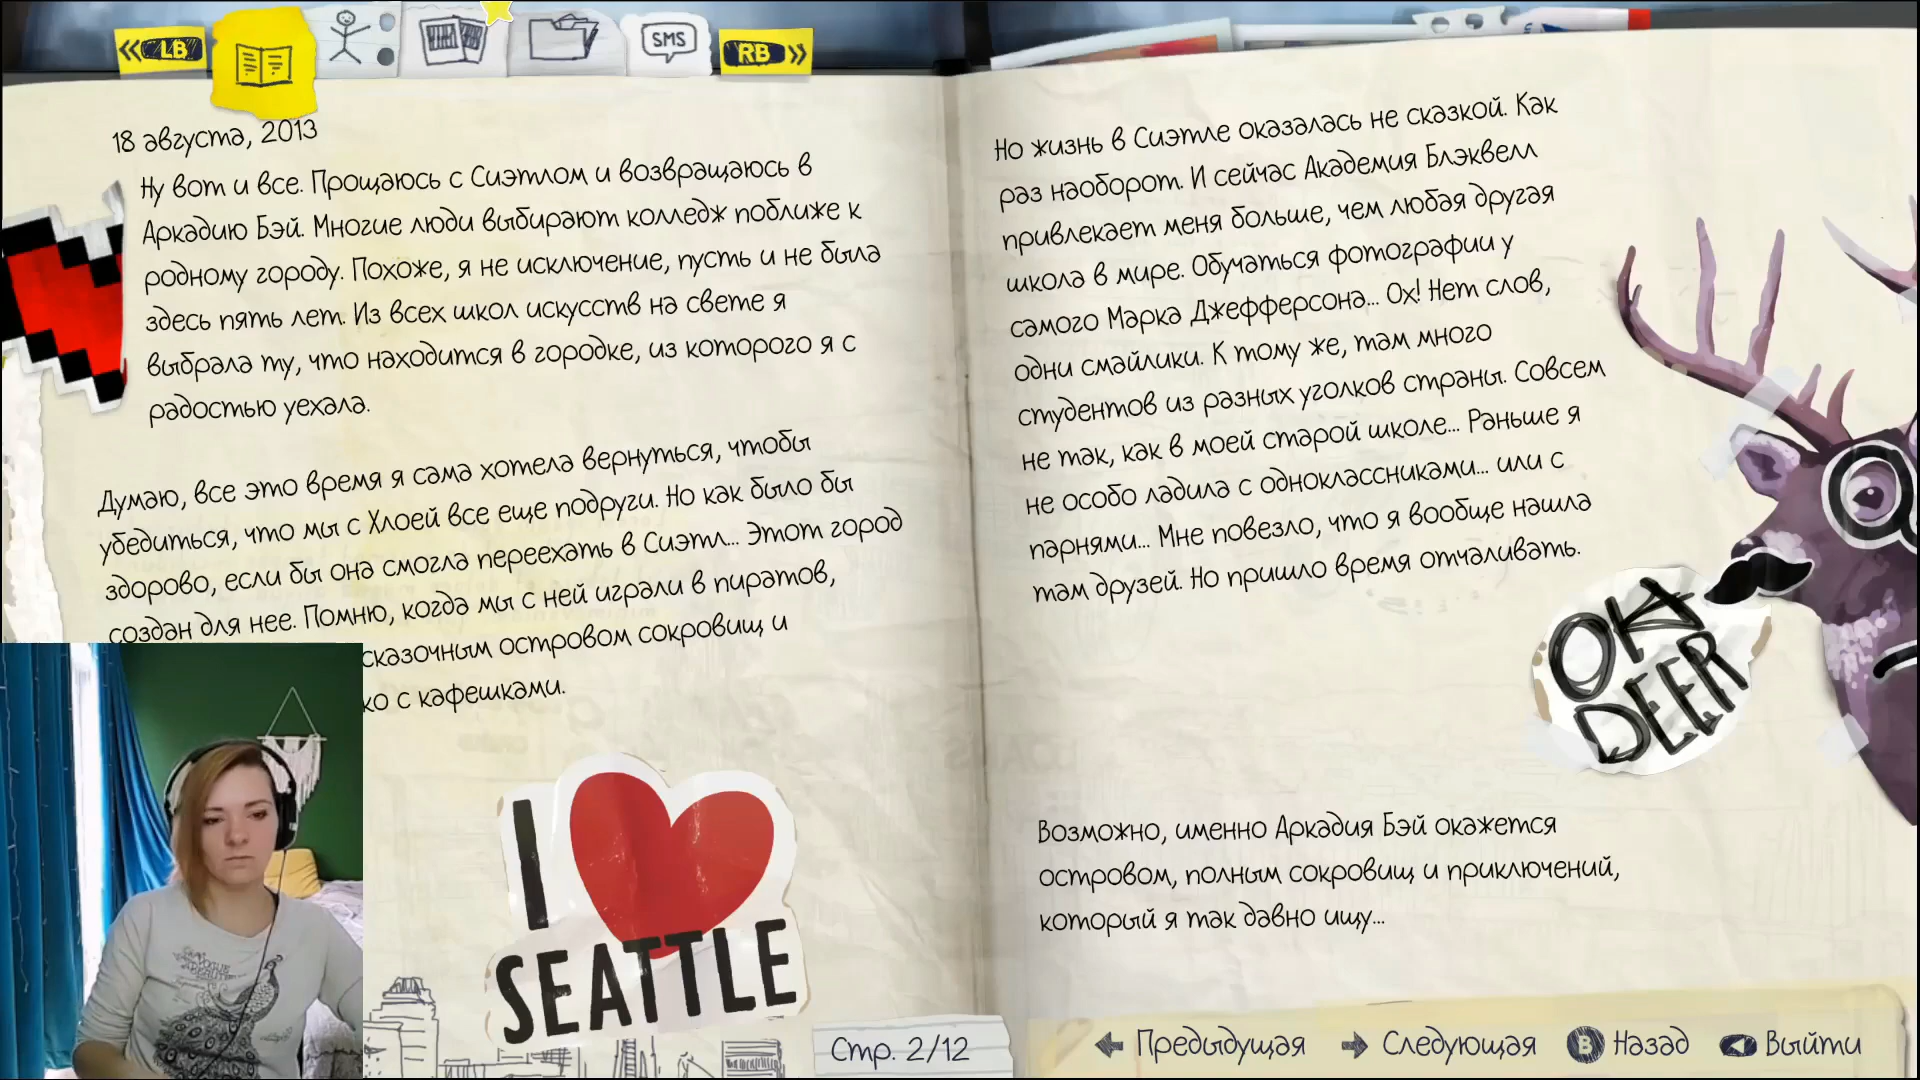 LB
SMS
RB
18 августа, 2013
Ну вот и все. Прощаюсь с Сиэтлом и возвращаюсь в
Аркадию Бэй. Многие люди выбирают колледж поближе к
родному городу. Похоже, я не исключение, пусть и не была
здесь пять лет. Из всех школ искусств на свете я
выбрала ту, что находится в городке, из которого я с
радостью уехала.
Думаю, все это время я сама хотела вернуться, чтобы
убедиться, что мы с Хлоей все еще подруги. Но как было бы
здорово, если бы она смогла переехать в Сиэтл... Этот город
создан для нее. Помню, когда мы с ней играли в пиратов,
сказочным островом сокровищ и
с кафешками.
I
SEATTLE
Стр. 2/12
Но жизнь в Сиэтле оказалась не сказкой. Как
раз наоборот. И сейчас Академия Блэквелл
привлекает меня больше, чем любая другая
школа в мире. Обучаться фотографии у
самого Марка Джефферсона... Ох! Нет слов,
одни смайлики. К тому же, там много
студентов из разных уголков страны. Совсем
не так, как в моей старой школе... Раньше я
не особо ладила с одноклассниками... или с
парнями... Мне повезло, что я вообще нашла
там друзей. Но пришло время отчаливать.
OH
DEER
Возможно, именно Аркадия Бэй окажется
островом, полным сокровищ и приключений,
который я так давно ищу...
Предыдущая
Следующая
B Назад
Выйти